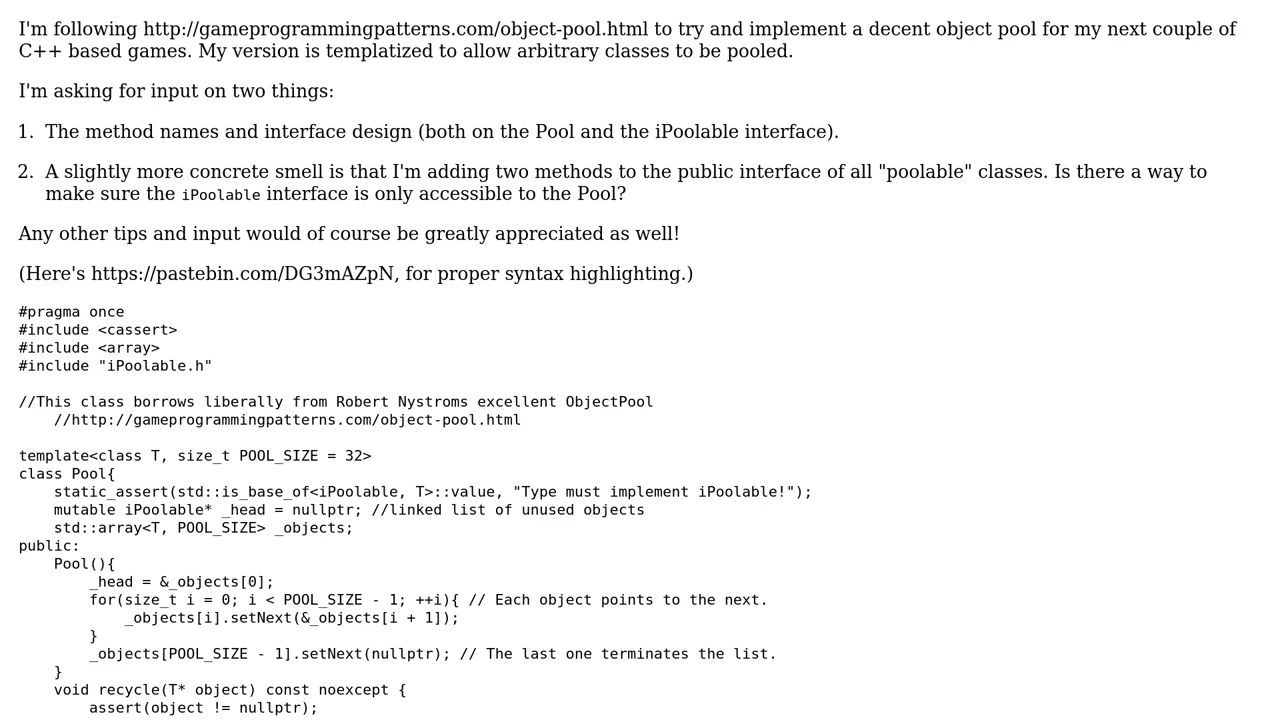 I'm following http://gameprogrammingpatterns.com/object-pool.html to try and implement a decent object pool for my next couple of
C++ based games. My version is templatized to allow arbitrary classes to be pooled.
I'm asking for input on two things:
1. The method names and interface design (both on the Pool and the iPoolable interface).
2. A slightly more concrete smell is that I'm adding two methods to the public interface of all "poolable" classes. Is there a way to
make sure the iPoolable interface is only accessible to the Pool?
Any other tips and input would of course be greatly appreciated as well!
(Here's https://pastebin.com/DG3mAZpN, for proper syntax highlighting.)
#pragma once
#include <cassert>
#include <array>
#include "iPoolable.h"
//This class borrows liberally from Robert Nystroms excellent ObjectPool
    //http://gameprogrammingpatterns.com/object-pool.html
template<class T, size_t POOL_SIZE = 32>
class Pool{
    static_assert(std::is_base_of<iPoolable, T>::value, "Type must implement iPoolable!");
    mutable iPoolable* _head = nullptr; //linked list of unused objects
    std::array<T, POOL_SIZE> _objects;
public:
    Pool(){
        _head = &_objects[0];
        for(size_t i = 0; i < POOL_SIZE - 1; ++i){ // Each object points to the next.
            _objects[i].setNext(&_objects[i + 1]);
        }
        _objects[POOL_SIZE - 1].setNext(nullptr); // The last one terminates the list.
    }
    void recycle(T* object) const noexcept {
        assert(object != nullptr);